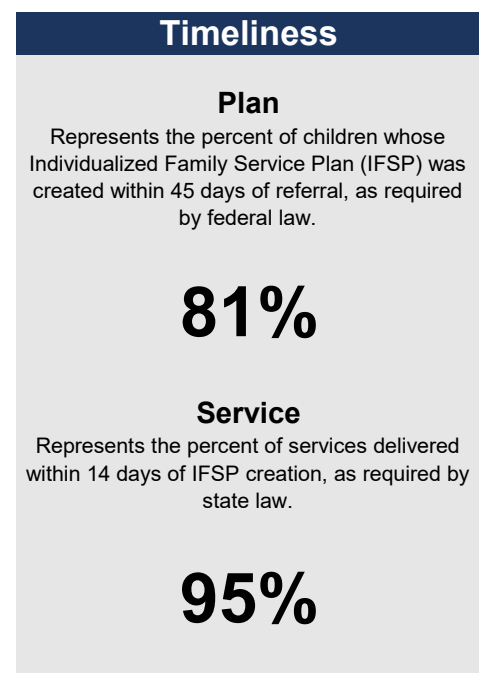 Timeliness
Plan
Represents the percent of children whose
Individualized Family Service Plan (IFSP) was
created within 45 days of referral, as required
by federal law.
81%
Service
Represents the percent of services delivered
within 14 days of IFSP creation, as required by
state law.
95%